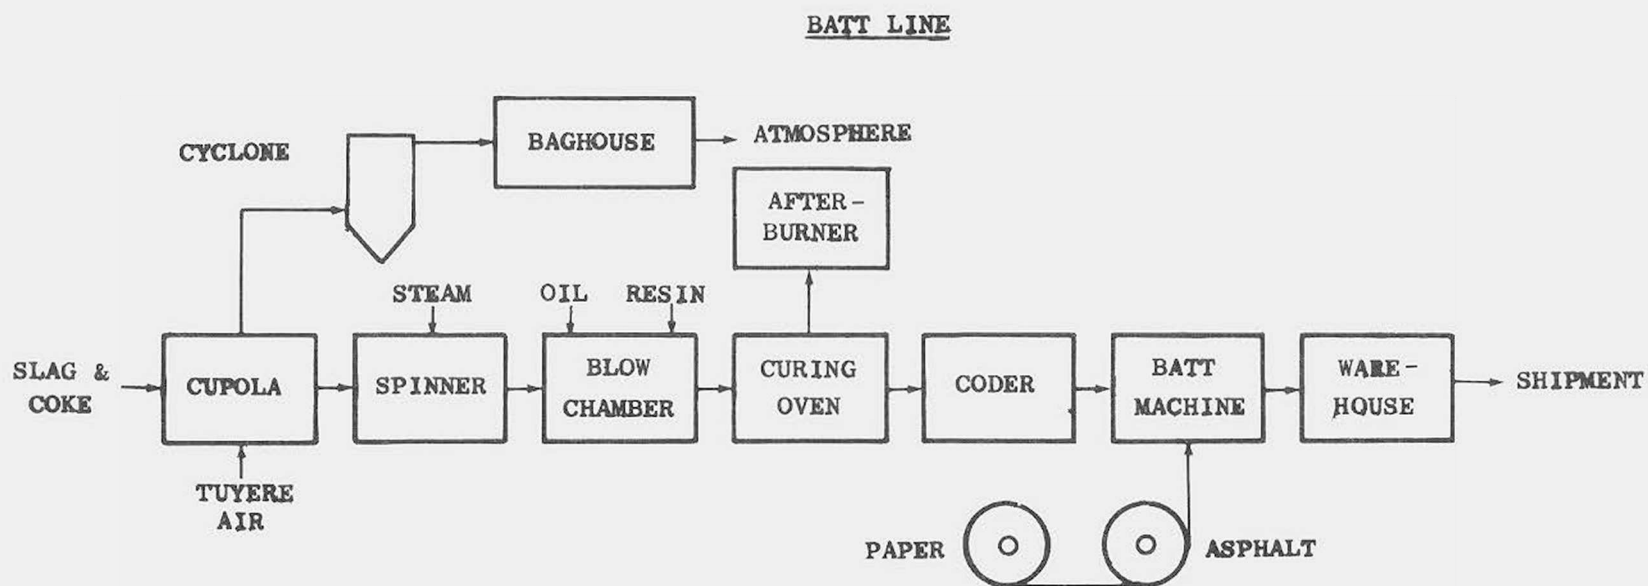 BATT LINE
CYCLONE
BAGHOUSE
ATMOSPHERE
AFTER-
BURNER
STEAM
OIL
RESIN
SLAG &
COKE
CUPOLA
SPINNER
BLOW
CHAMBER
CURING
OVEN
CODER
BATT
MACHINE
WARE-
HOUSE
SHIPMENT
TUYERE
AIR
PAPER
ASPHALT